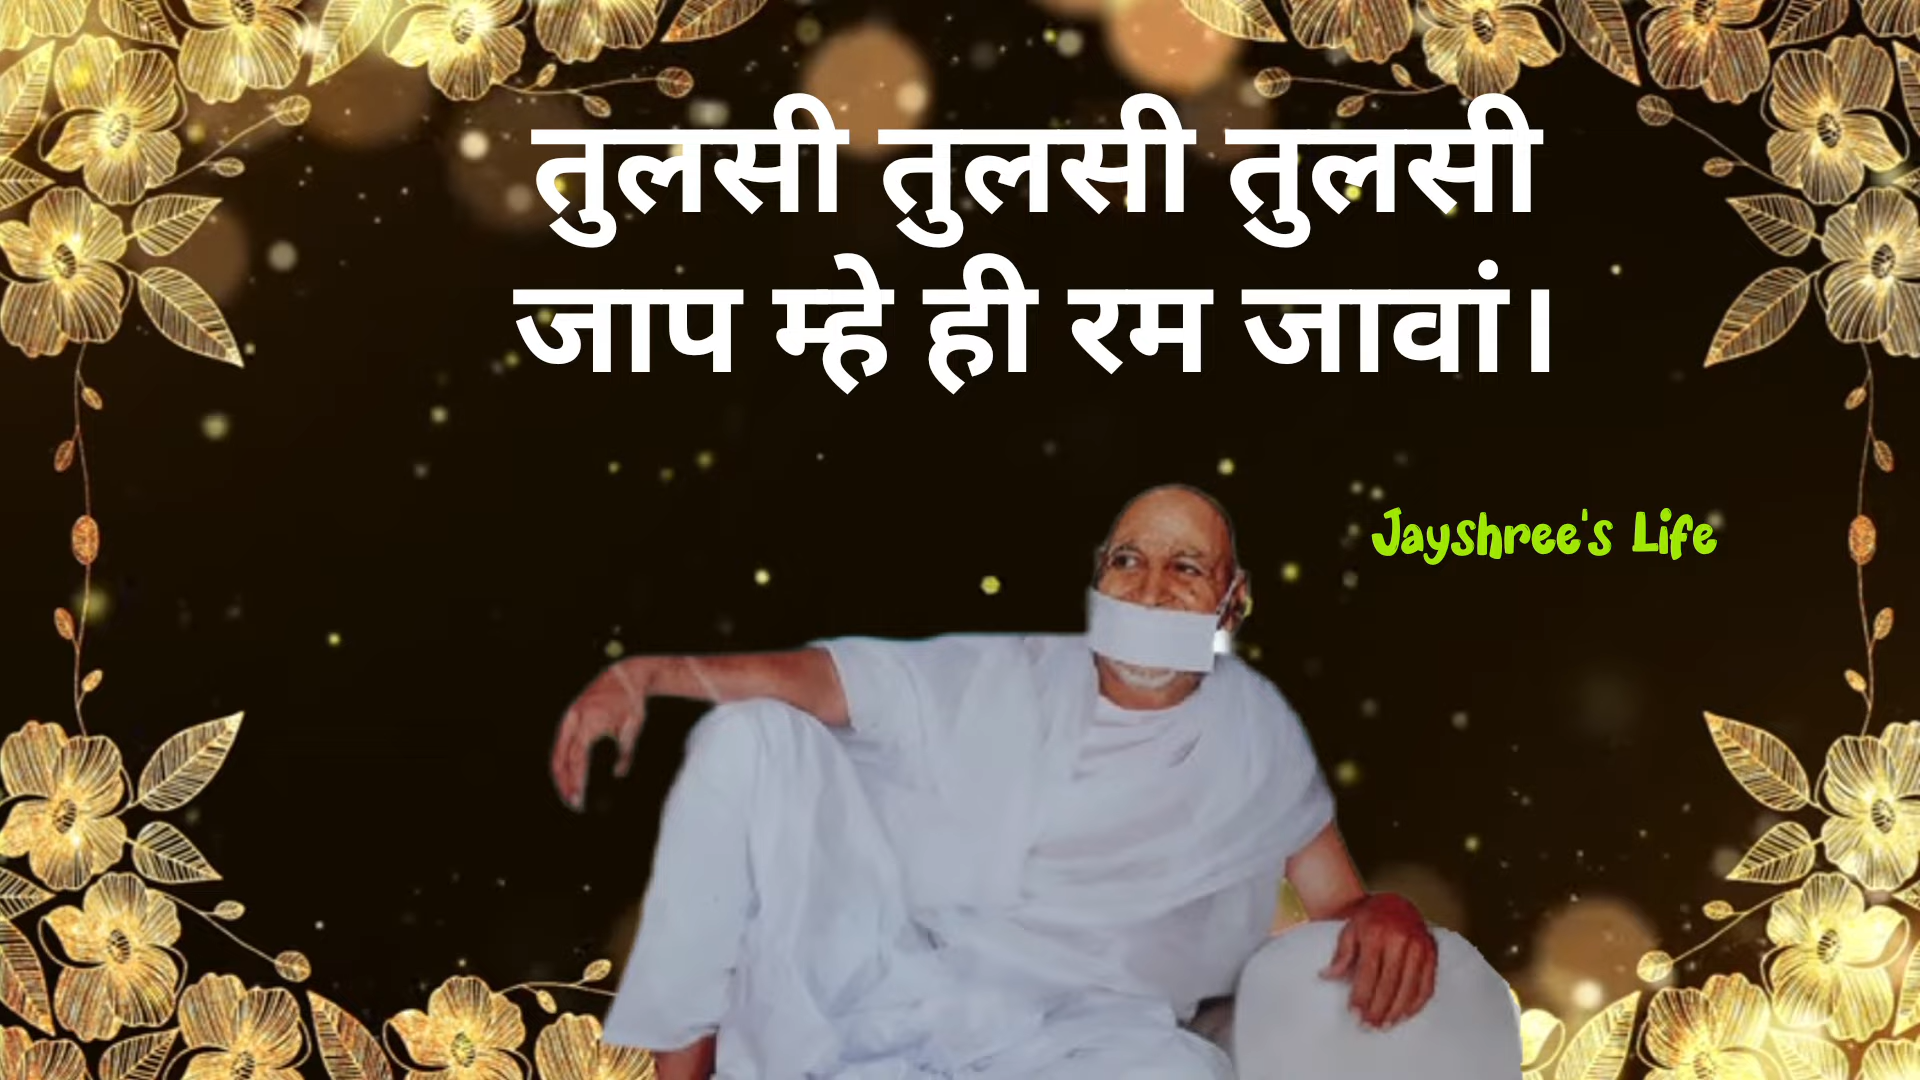 तुलसी तुलसी तुलसी
जाप म्हे ही रम जावां।
Jayshree's Life